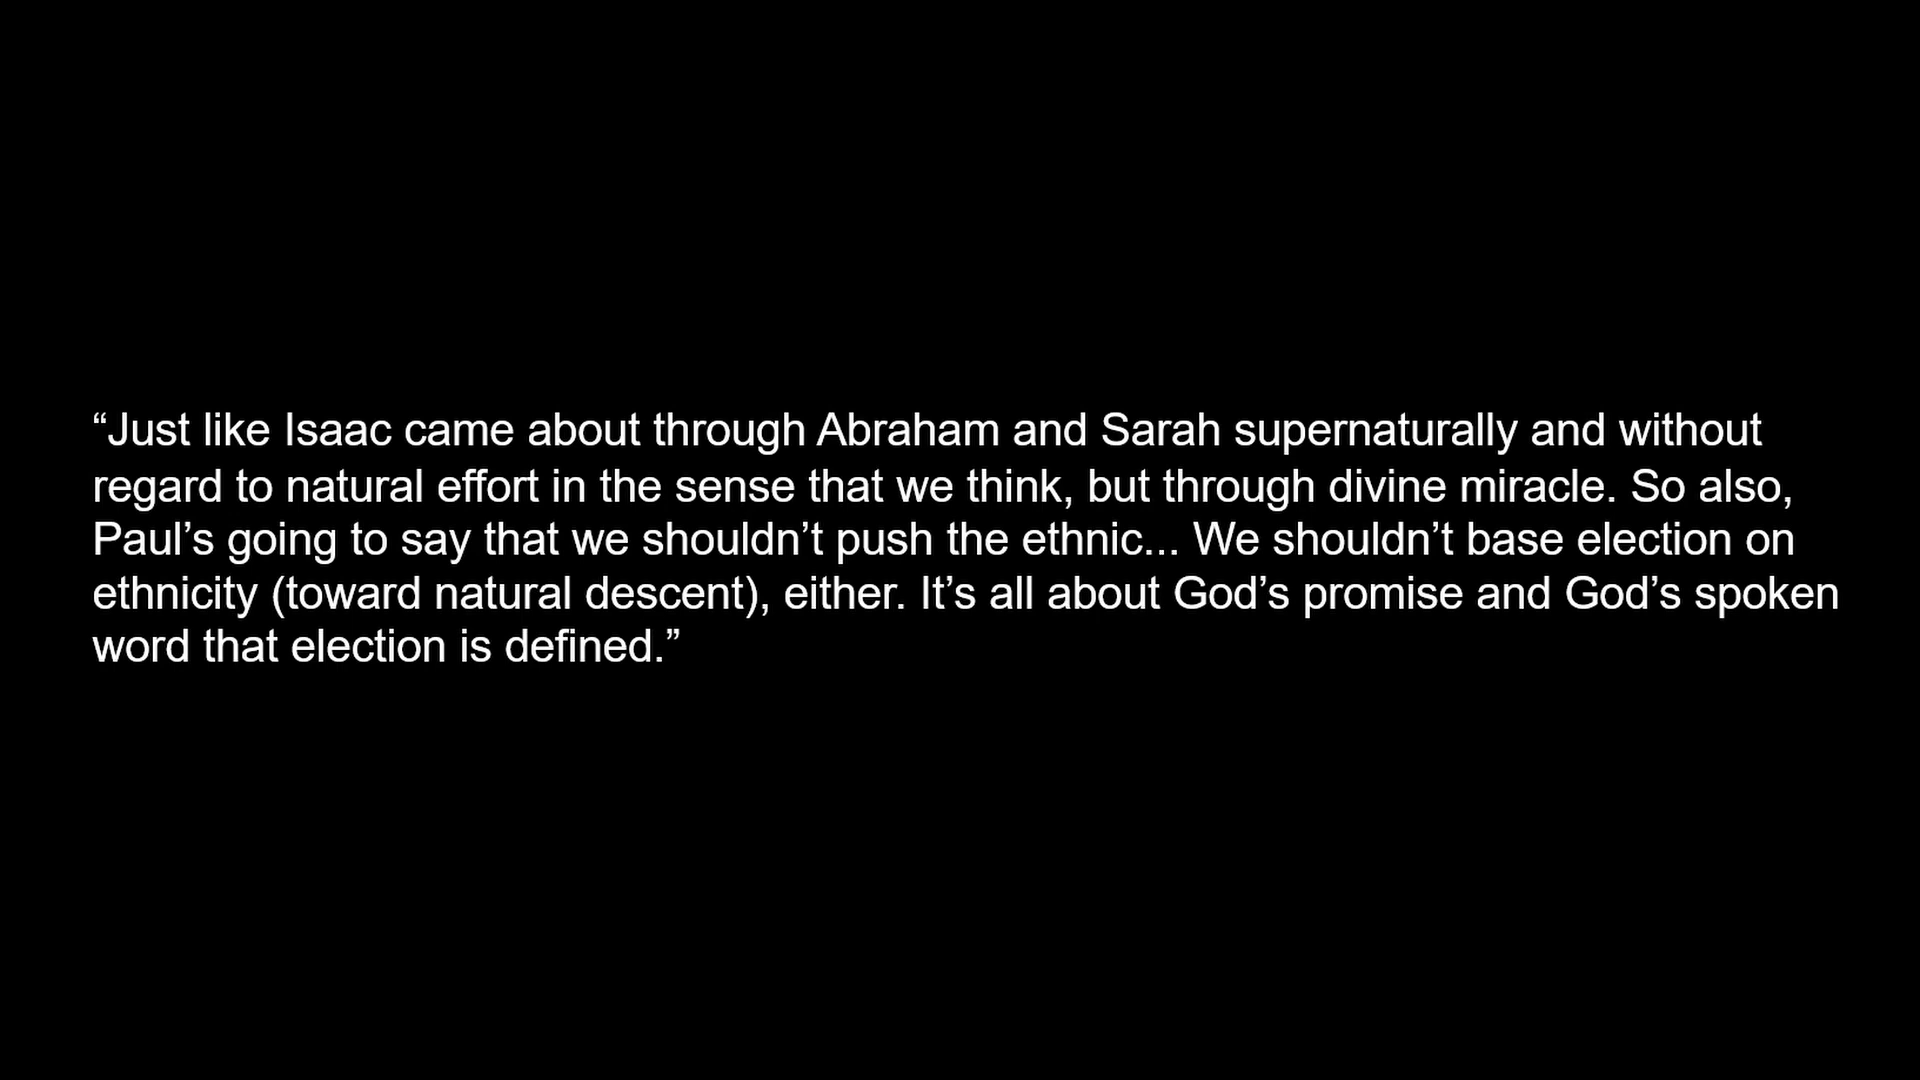 “Just like Isaac came about through Abraham and Sarah supernaturally and without
regard to natural effort in the sense that we think, but through divine miracle. So also,
Paul’s going to say that we shouldn’t push the ethnic... We shouldn’t base election on
ethnicity (toward natural descent), either. It’s all about God’s promise and God’s spoken
word that election is defined.”